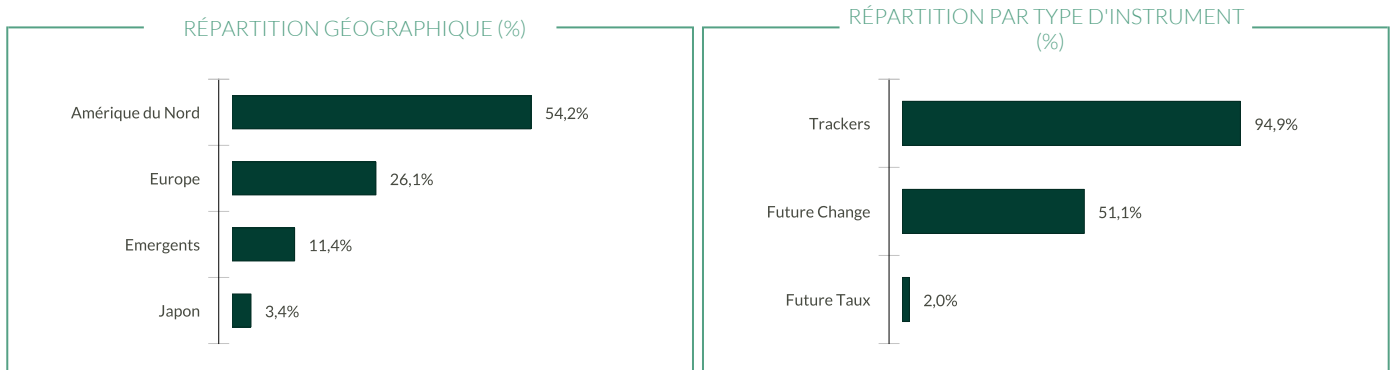 RÉPARTITION GÉOGRAPHIQUE (%)
Amérique du Nord 54,2%
Europe 26,1%
Emergents 11,4%
Japon 3,4%
RÉPARTITION PAR TYPE D'INSTRUMENT
(%)
Trackers 94,9%
Future Change 51,1%
Future Taux 2,0%